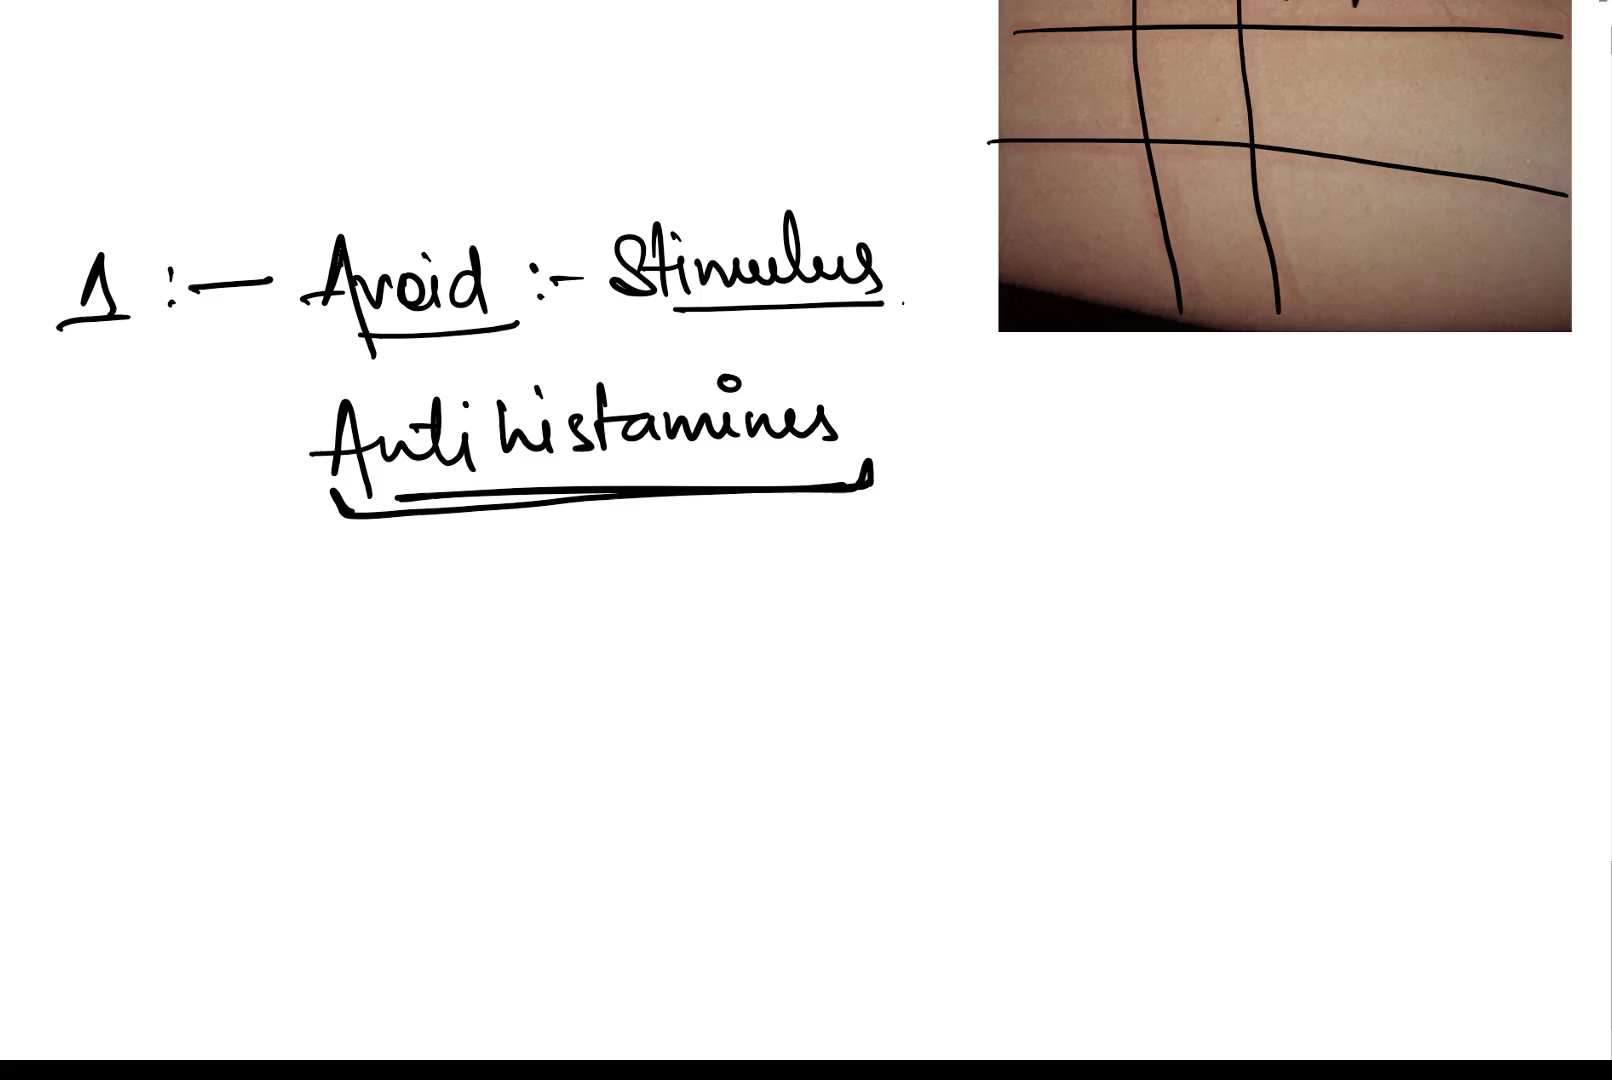 1 :— Avoid :- Stimulus
Antihistamines